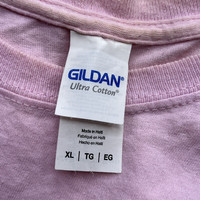 GILDAN®
Ultra Cotton®
Made in Haiti
Fabriqué en Haïti
Hecho en Haití
XL | TG | EG